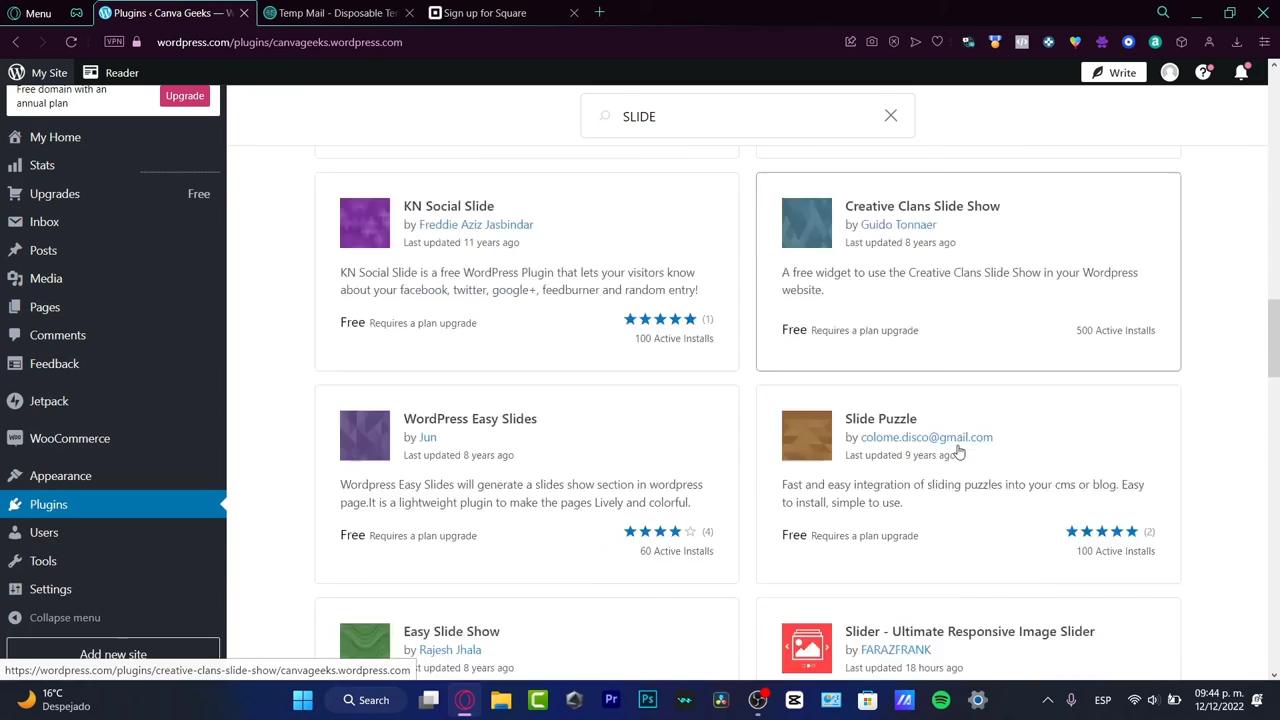 Menu
Plugins ‹ Canva Geeks — W
Temp Mail - Disposable Te
Sign up for Square
VPN
wordpress.com/plugins/canvageeks.wordpress.com
My Site
Reader
Write
Free domain with an
annual plan
Upgrade
SLIDE
My Home
Stats
Upgrades
Free
Inbox
Posts
Media
Pages
Comments
Feedback
Jetpack
WooCommerce
Appearance
Plugins
Users
Tools
Settings
Collapse menu
Add new site
KN Social Slide
by Freddie Aziz Jasbindar
Last updated 11 years ago
KN Social Slide is a free WordPress Plugin that lets your visitors know
about your facebook, twitter, google+, feedburner and random entry!
Free Requires a plan upgrade
(1)
100 Active Installs
Creative Clans Slide Show
by Guido Tonnaer
Last updated 8 years ago
A free widget to use the Creative Clans Slide Show in your Wordpress
website.
Free Requires a plan upgrade
500 Active Installs
WordPress Easy Slides
by Jun
Last updated 8 years ago
Wordpress Easy Slides will generate a slides show section in wordpress
page.It is a lightweight plugin to make the pages Lively and colorful.
Free Requires a plan upgrade
(4)
60 Active Installs
Slide Puzzle
by colome.disco@gmail.com
Last updated 9 years ago
Fast and easy integration of sliding puzzles into your cms or blog. Easy
to install, simple to use.
Free Requires a plan upgrade
(2)
100 Active Installs
Easy Slide Show
by Rajesh Jhala
Last updated 8 years ago
Slider - Ultimate Responsive Image Slider
by FARAZFRANK
Last updated 18 hours ago
https://wordpress.com/plugins/creative-clans-slide-show/canvageeks.wordpress.com
16°C
Despejado
Search
Pr
Ps
ESP
09:44 p. m.
12/12/2022